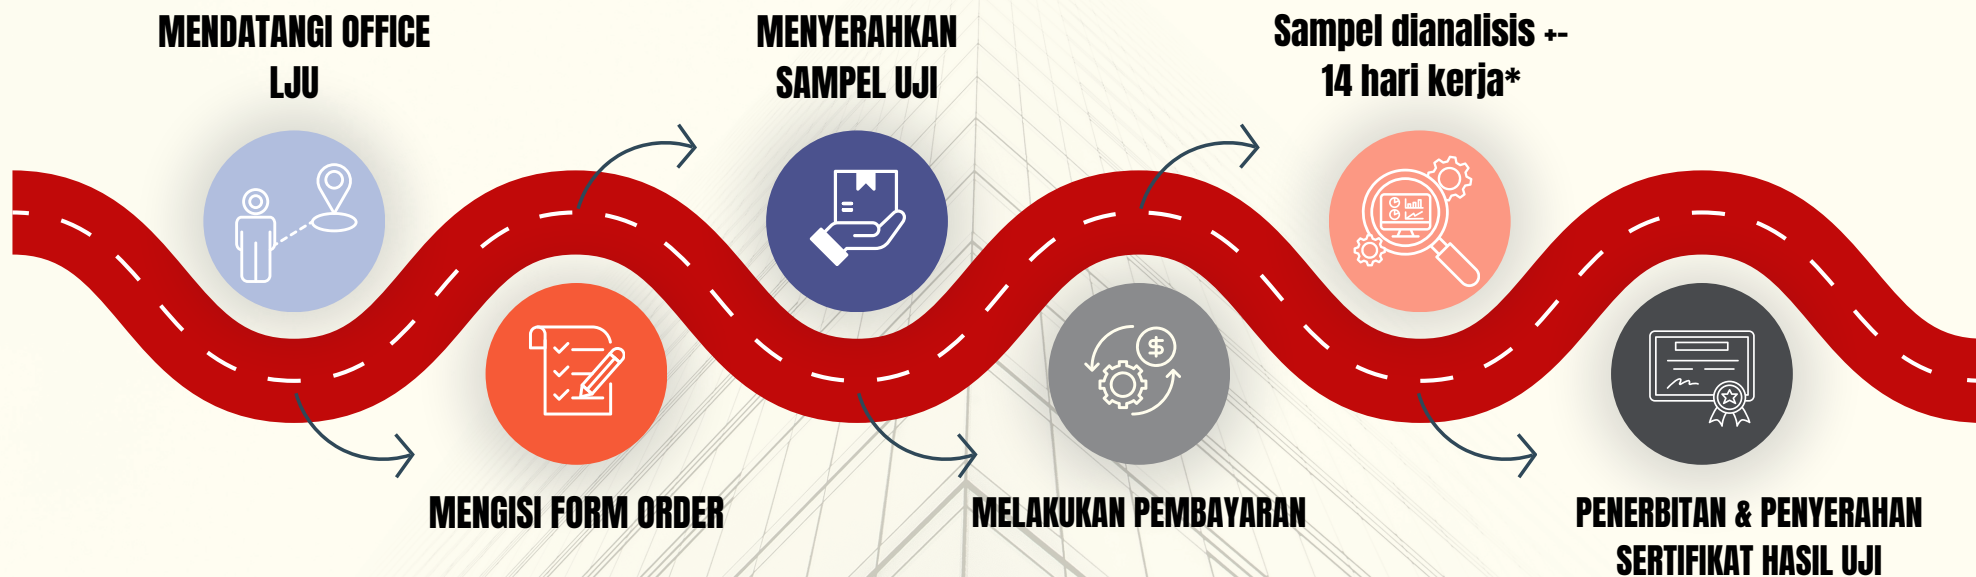 MENDATANGI OFFICE
LJU
MENGISI FORM ORDER
MENYERAHKAN
SAMPEL UJI
MELAKUKAN PEMBAYARAN
Sampel dianalisis +-
14 hari kerja*
PENERBITAN & PENYERAHAN
SERTIFIKAT HASIL UJI